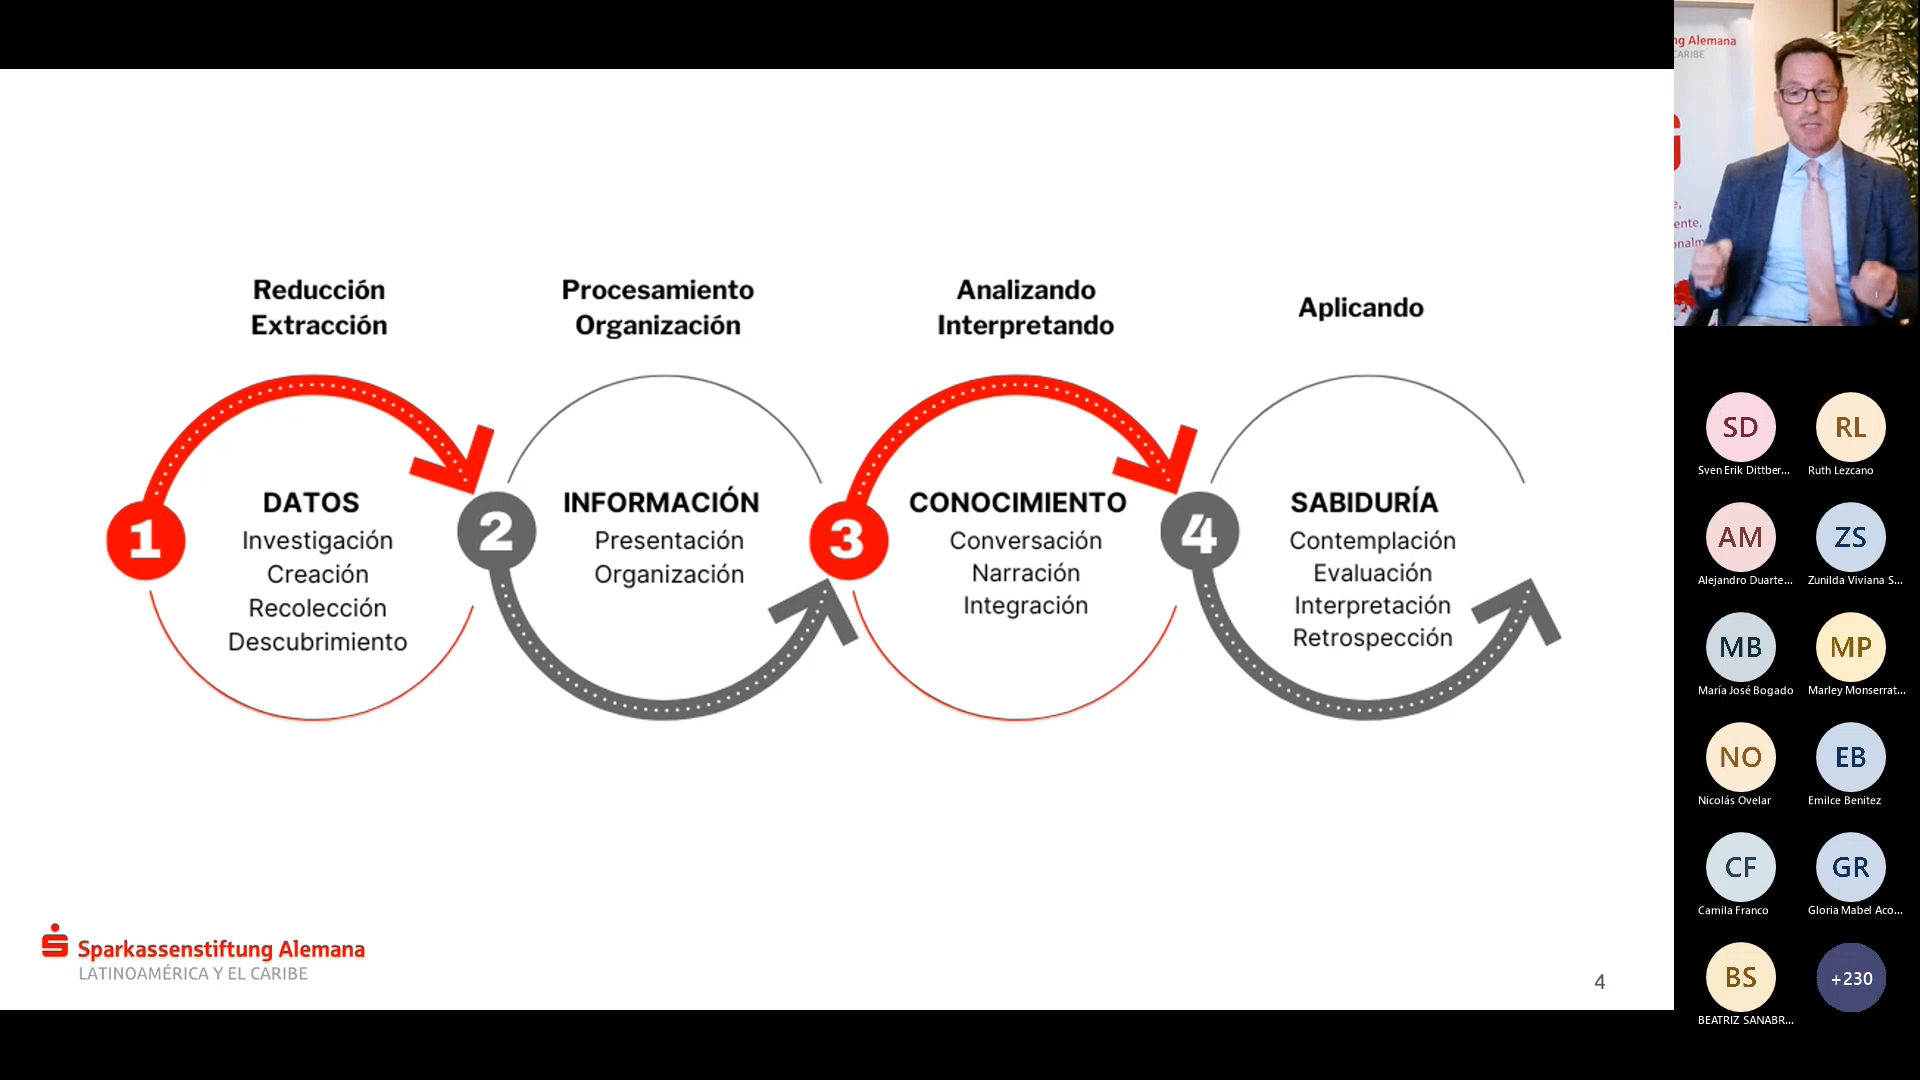 Reducción
Extracción
Procesamiento
Organización
Analizando
Interpretando
Aplicando
1
DATOS
Investigación
Creación
Recolección
Descubrimiento
2
INFORMACIÓN
Presentación
Organización
3
CONOCIMIENTO
Conversación
Narración
Integración
4
SABIDURÍA
Contemplación
Evaluación
Interpretación
Retrospección
Sparkassenstiftung Alemana
LATINOAMÉRICA Y EL CARIBE
4
Alemana
CARIBE
SD
Sven Erik Dittber...
RL
Ruth Lezcano
AM
Alejandro Duarte...
ZS
Zunilda Viviana S...
MB
María José Bogado
MP
Marley Monserrat...
NO
Nicolás Ovelar
EB
Emilce Benitez
CF
Camila Franco
GR
Gloria Mabel Aco...
BS
BEATRIZ SANABR...
+230